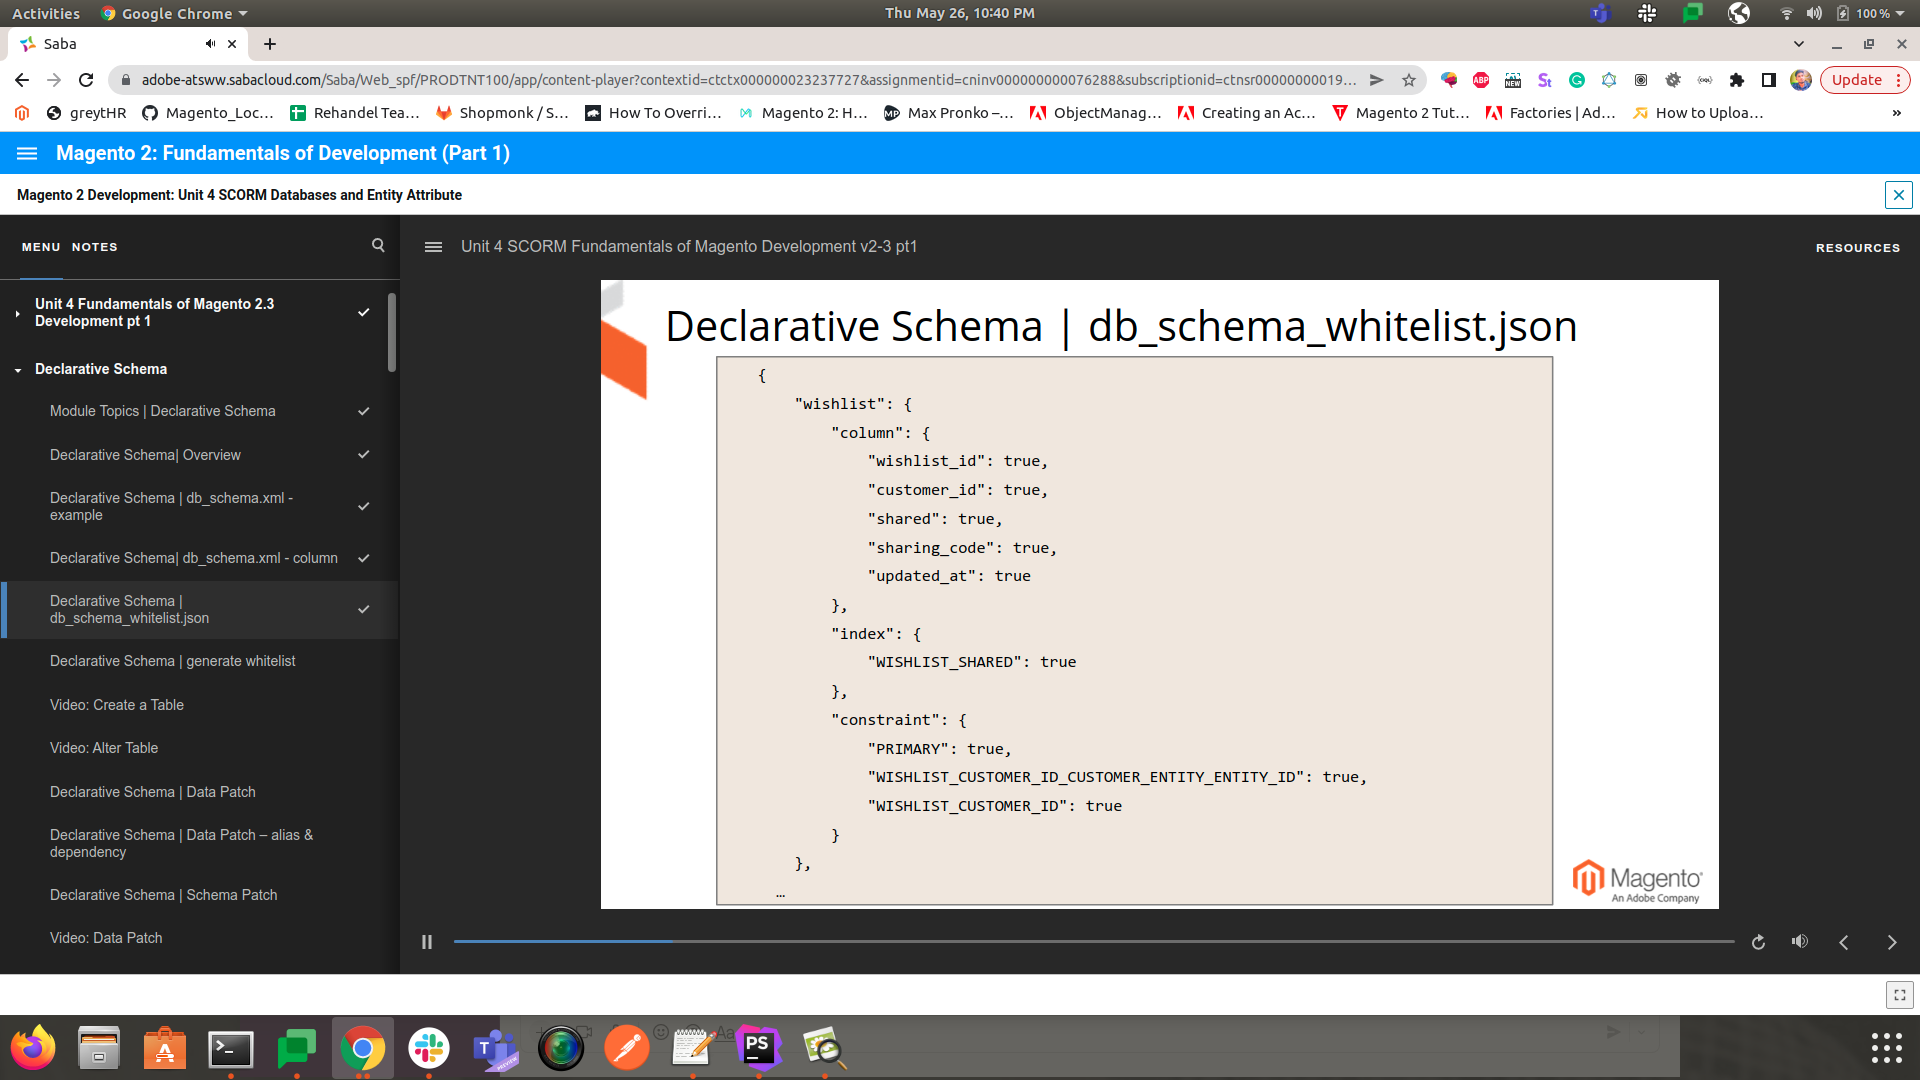 Activities
Google Chrome
Thu May 26, 10:40 PM
100 %
Saba
adobe-atsww.sabacloud.com/Saba/Web_spf/PRODTNT100/app/content-player?contextid=ctctx000000023237727&assignmentid=cninv000000000076288&subscriptionid=ctnsr00000000019...
Update
greytHR
Magento_Loc...
Rehandel Tea...
Shopmonk / S...
How To Overri...
Magento 2: H...
Max Pronko –...
ObjectManag...
Creating an Ac...
Magento 2 Tut...
Factories | Ad...
How to Uploa...
»
Magento 2: Fundamentals of Development (Part 1)
Magento 2 Development: Unit 4 SCORM Databases and Entity Attribute
MENU NOTES
Unit 4 SCORM Fundamentals of Magento Development v2-3 pt1
RESOURCES
Unit 4 Fundamentals of Magento 2.3
Development pt 1
Declarative Schema
Module Topics | Declarative Schema
Declarative Schema| Overview
Declarative Schema | db_schema.xml -
example
Declarative Schema| db_schema.xml - column
Declarative Schema |
db_schema_whitelist.json
Declarative Schema | generate whitelist
Video: Create a Table
Video: Alter Table
Declarative Schema | Data Patch
Declarative Schema | Data Patch – alias &
dependency
Declarative Schema | Schema Patch
Video: Data Patch
Declarative Schema | db_schema_whitelist.json
{
"wishlist": {
"column": {
"wishlist_id": true,
"customer_id": true,
"shared": true,
"sharing_code": true,
"updated_at": true
},
"index": {
"WISHLIST_SHARED": true
},
"constraint": {
"PRIMARY": true,
"WISHLIST_CUSTOMER_ID_CUSTOMER_ENTITY_ENTITY_ID": true,
"WISHLIST_CUSTOMER_ID": true
}
},
…
Magento
An Adobe Company